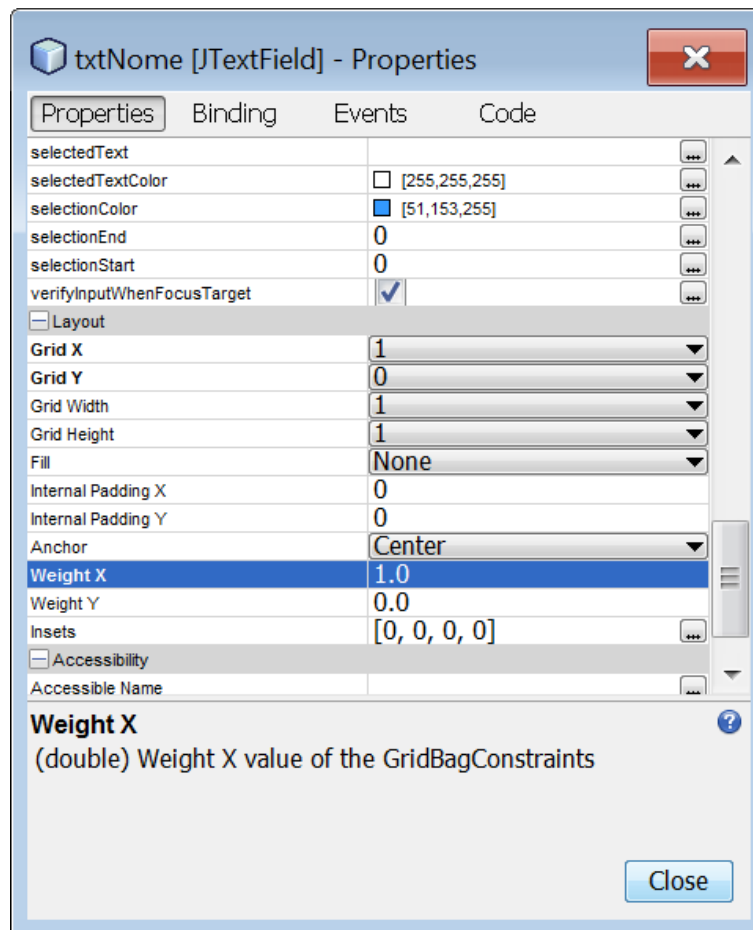 txtNome [JTextField] - Properties
Properties Binding Events Code
selectedText ...
selectedTextColor [255,255,255] ...
selectionColor [51,153,255] ...
selectionEnd 0 ...
selectionStart 0 ...
verifyInputWhenFocusTarget ...
Layout
Grid X 1
Grid Y 0
Grid Width 1
Grid Height 1
Fill None
Internal Padding X 0
Internal Padding Y 0
Anchor Center
Weight X 1.0
Weight Y 0.0
Insets [0, 0, 0, 0] ...
Accessibility
Accessible Name ...
Weight X ?
(double) Weight X value of the GridBagConstraints
Close